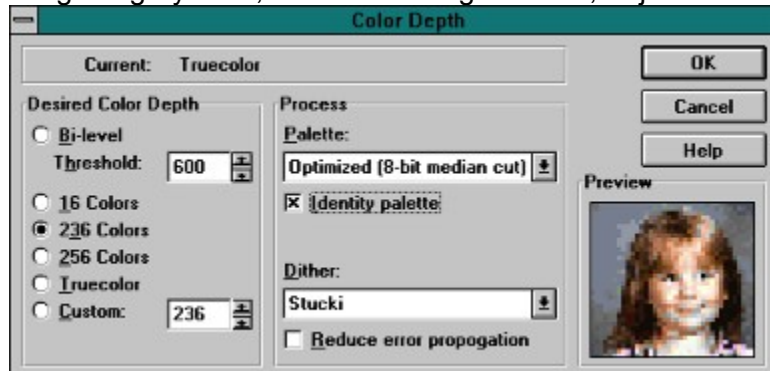 Color Depth
Current: Truecolor
OK
Cancel
Help
Desired Color Depth
Bi-level
Threshold: 600
16 Colors
236 Colors
256 Colors
Truecolor
Custom: 236
Process
Palette:
Optimized (8-bit median cut)
Identity palette
Dither:
Stucki
Reduce error propogation
Preview